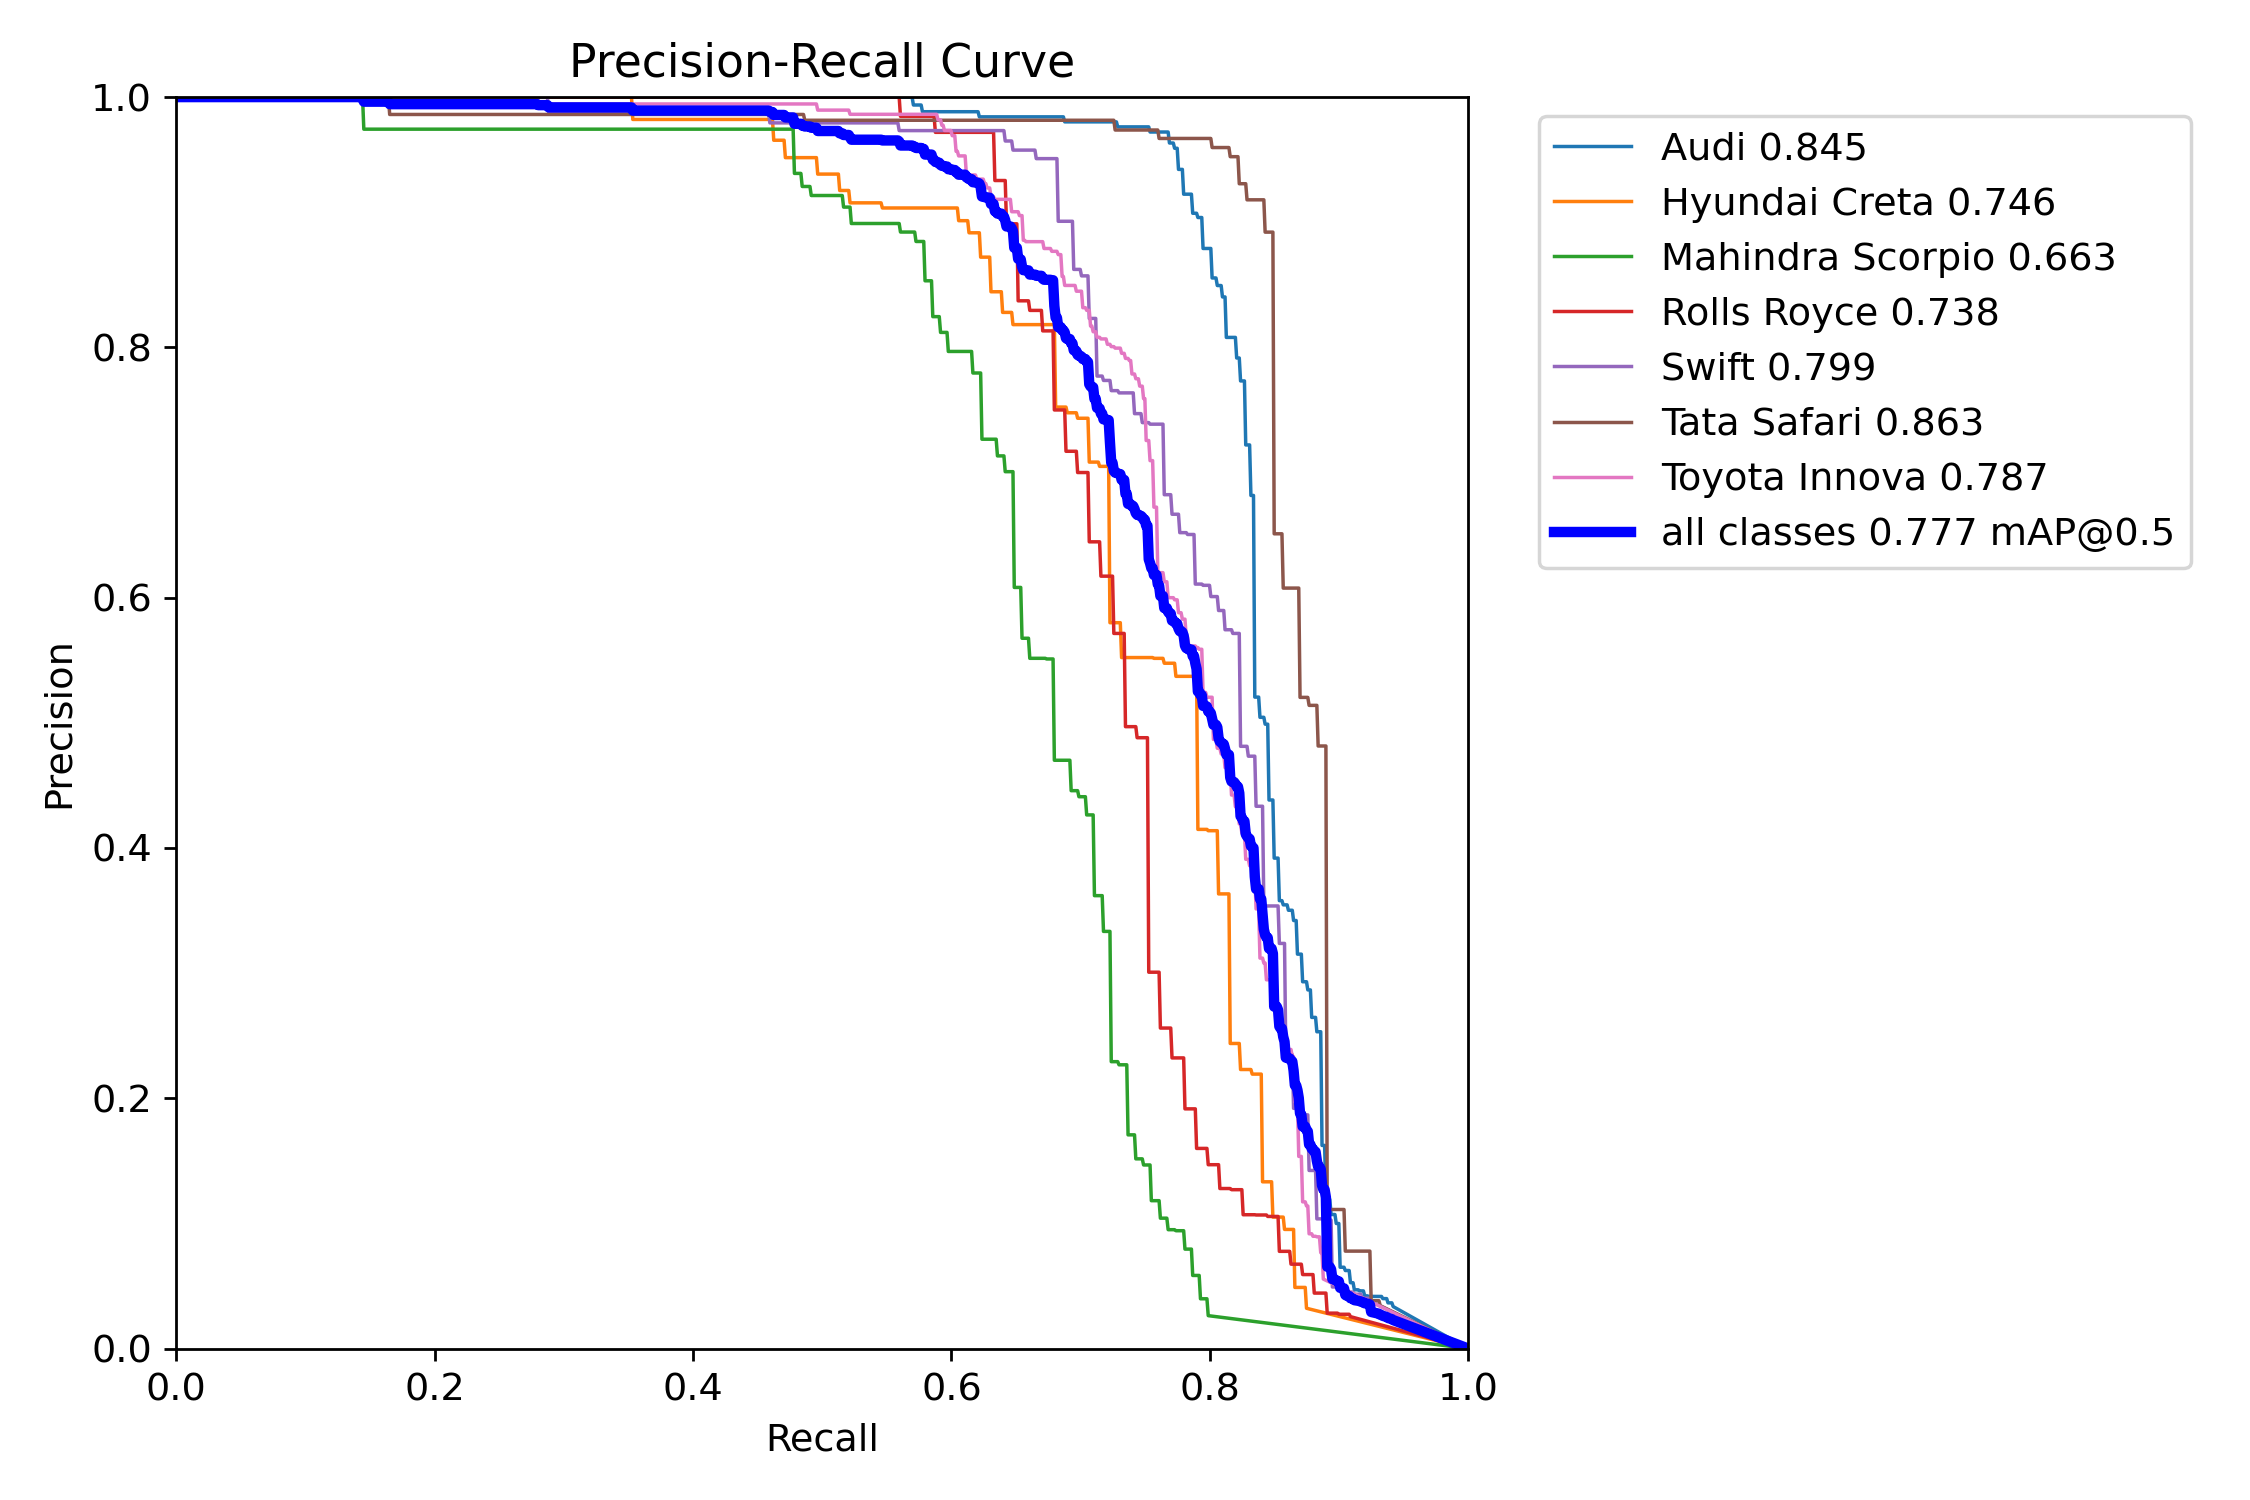 Precision-Recall Curve
1.0
0.8
0.6
0.4
0.2
0.0
Precision
0.0 0.2 0.4 0.6 0.8 1.0
Recall
Audi 0.845
Hyundai Creta 0.746
Mahindra Scorpio 0.663
Rolls Royce 0.738
Swift 0.799
Tata Safari 0.863
Toyota Innova 0.787
all classes 0.777 mAP@0.5